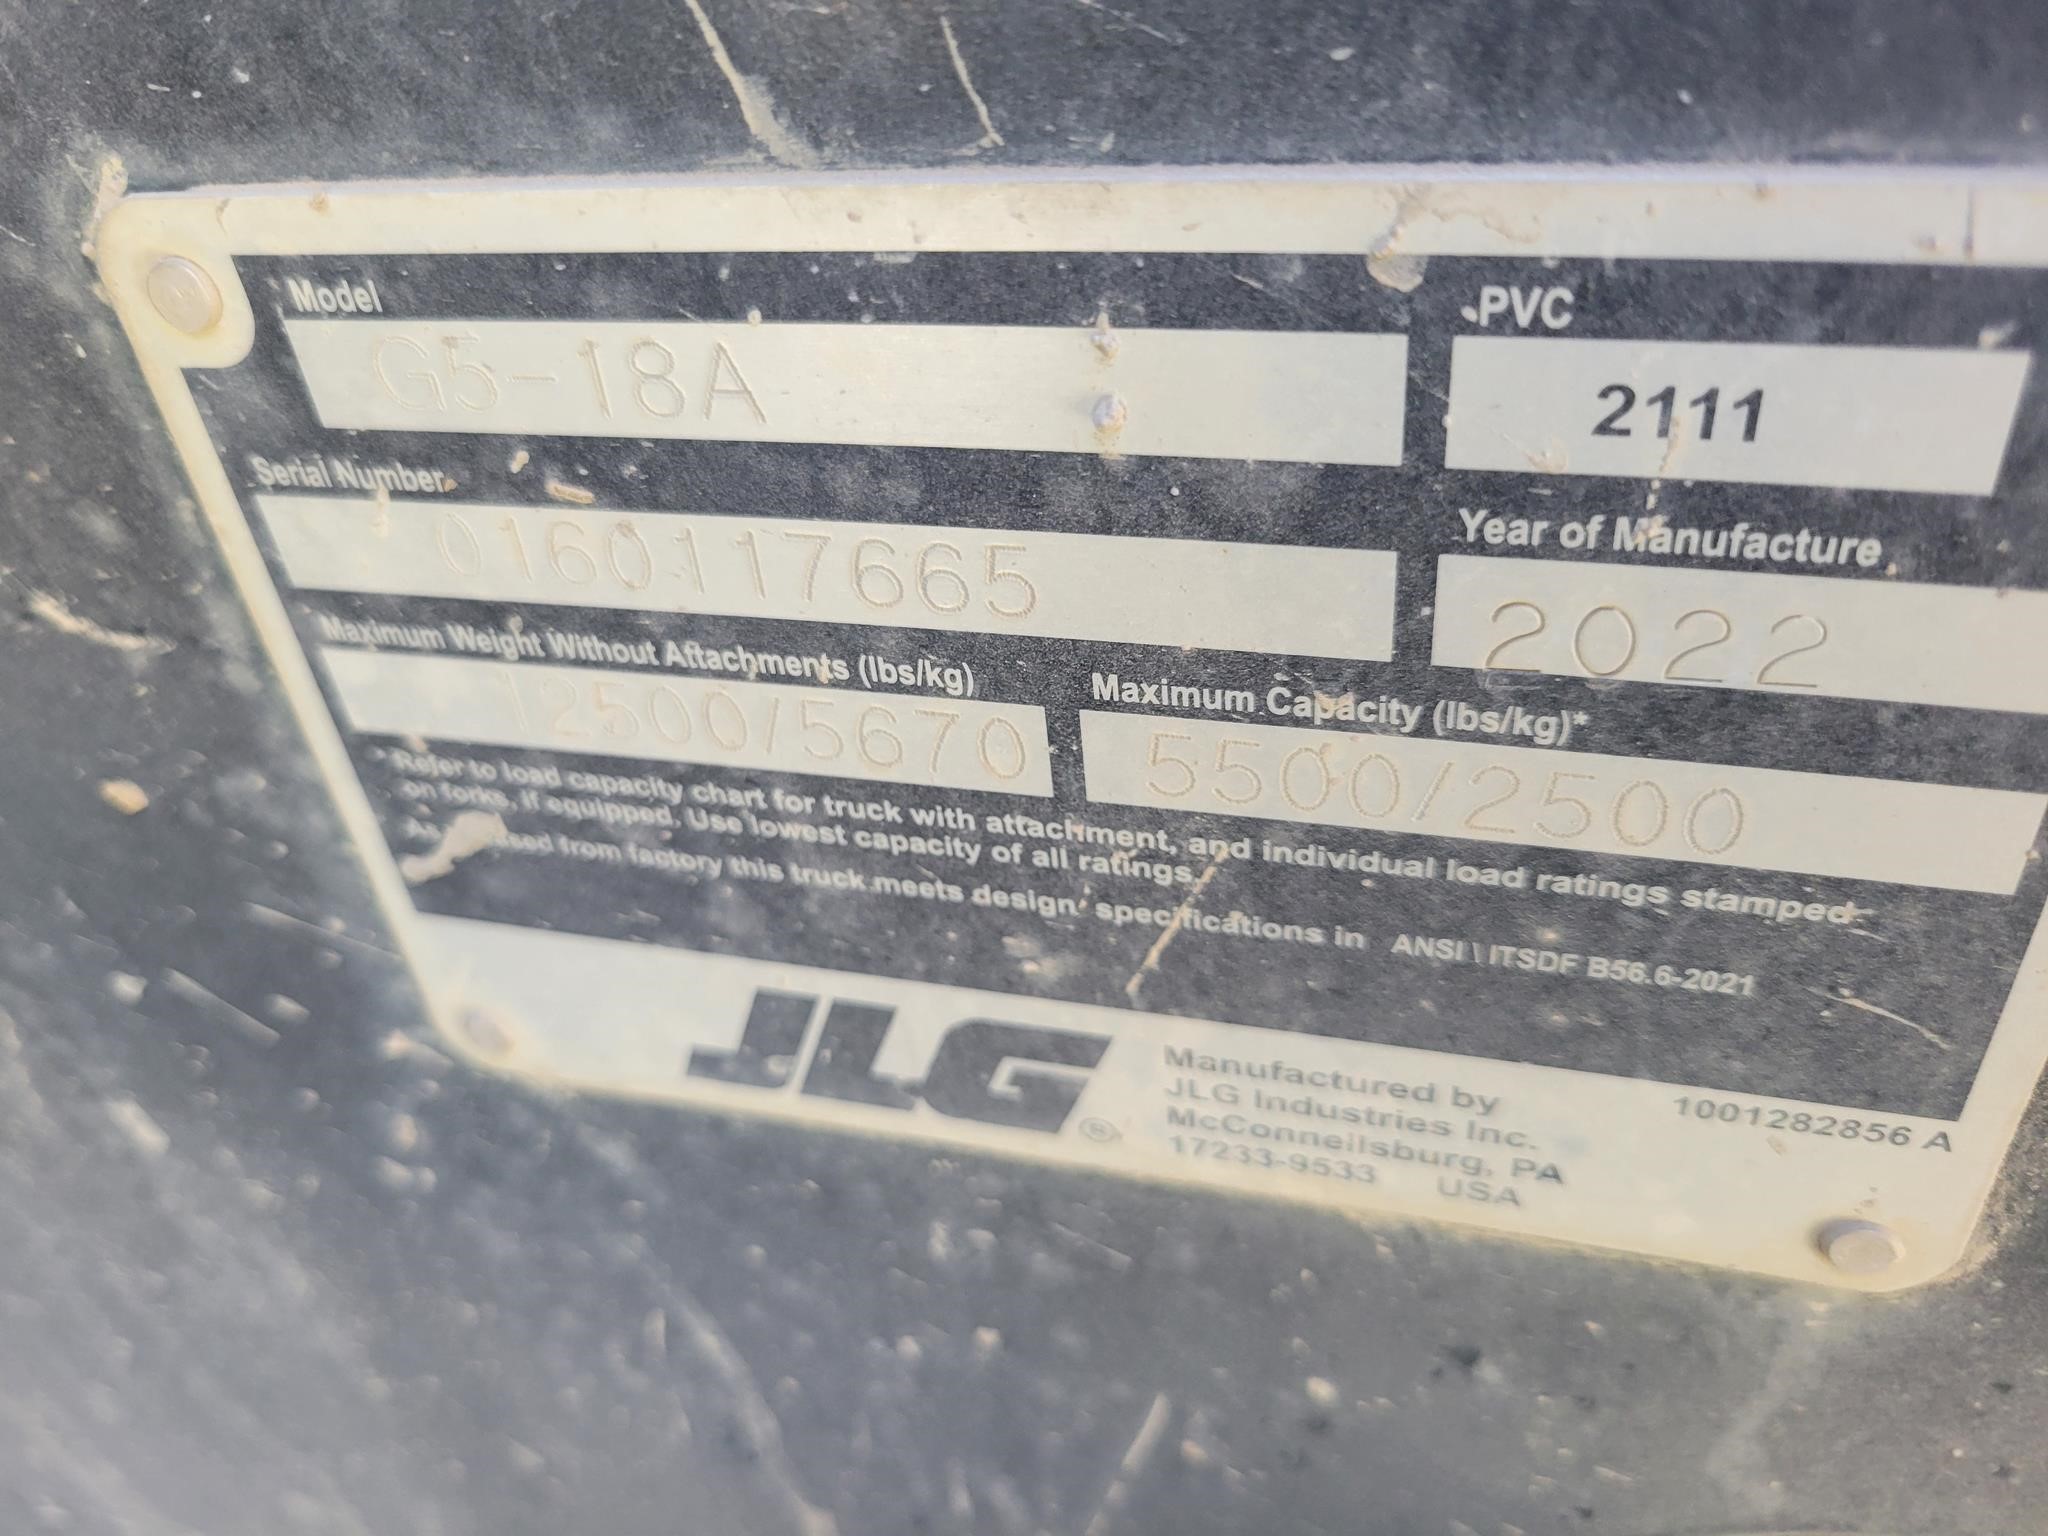 Model
G5-18A
PVC
2111
Serial Number
0160117665
Year of Manufacture
2022
Maximum Weight Without Attachments (lbs/kg)
12500/5670
Maximum Capacity (lbs/kg)*
5500/2500
* Refer to load capacity chart for truck with attachment, and individual load ratings stamped
on forks, if equipped. Use lowest capacity of all ratings.
As released from factory this truck meets design specifications in ANSI \ ITSDF B56.6-2021
JLG®
Manufactured by
JLG Industries Inc.
McConnellsburg, PA
17233-9533 USA
1001282856 A